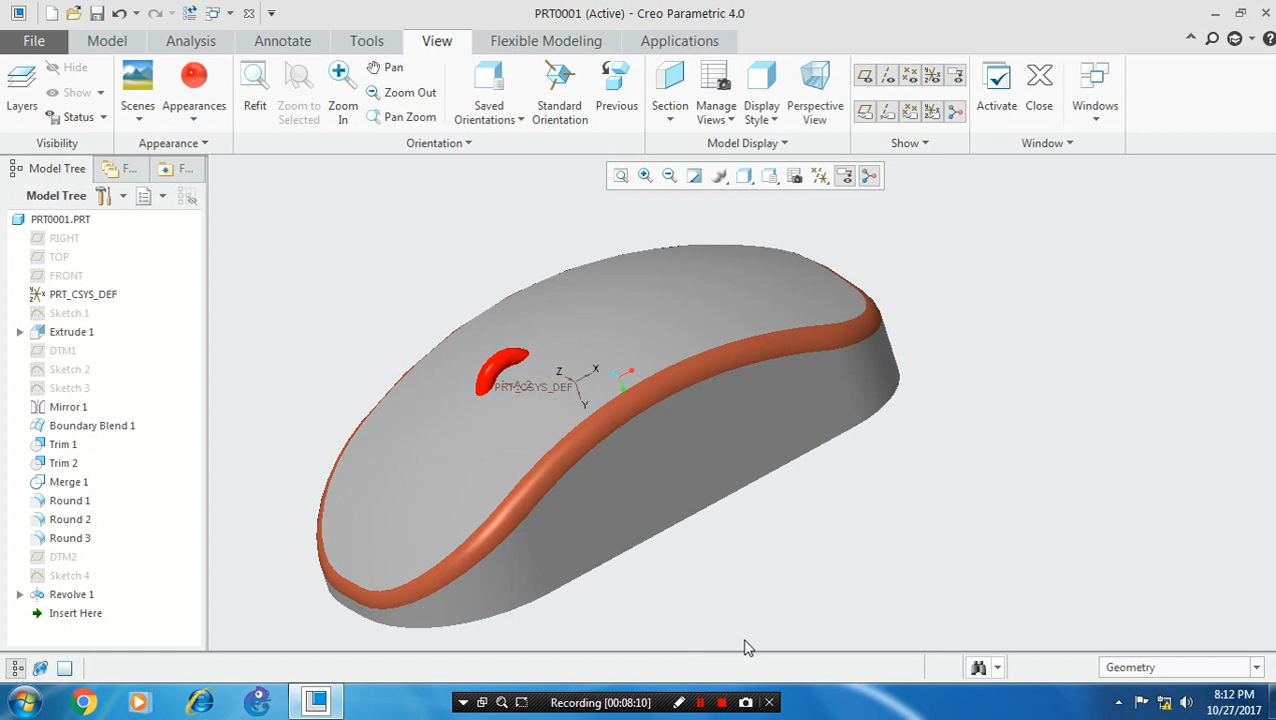 PRT0001 (Active) - Creo Parametric 4.0
File Model Analysis Annotate Tools View Flexible Modeling Applications
Hide
Show
Status
Layers
Scenes
Appearances
Refit
Zoom to Selected
Zoom In
Pan
Zoom Out
Pan Zoom
Saved Orientations
Standard Orientation
Previous
Section
Manage Views
Display Style
Perspective View
Activate
Close
Windows
Visibility
Appearance
Orientation
Model Display
Show
Window
Model Tree
F...
F...
Model Tree
PRT0001.PRT
RIGHT
TOP
FRONT
PRT_CSYS_DEF
Sketch 1
Extrude 1
DTM1
Sketch 2
Sketch 3
Mirror 1
Boundary Blend 1
Trim 1
Trim 2
Merge 1
Round 1
Round 2
Round 3
DTM2
Sketch 4
Revolve 1
Insert Here
Z
X
PRT_CSYS_DEF
Y
Geometry
Recording [00:08:10]
8:12 PM
10/27/2017